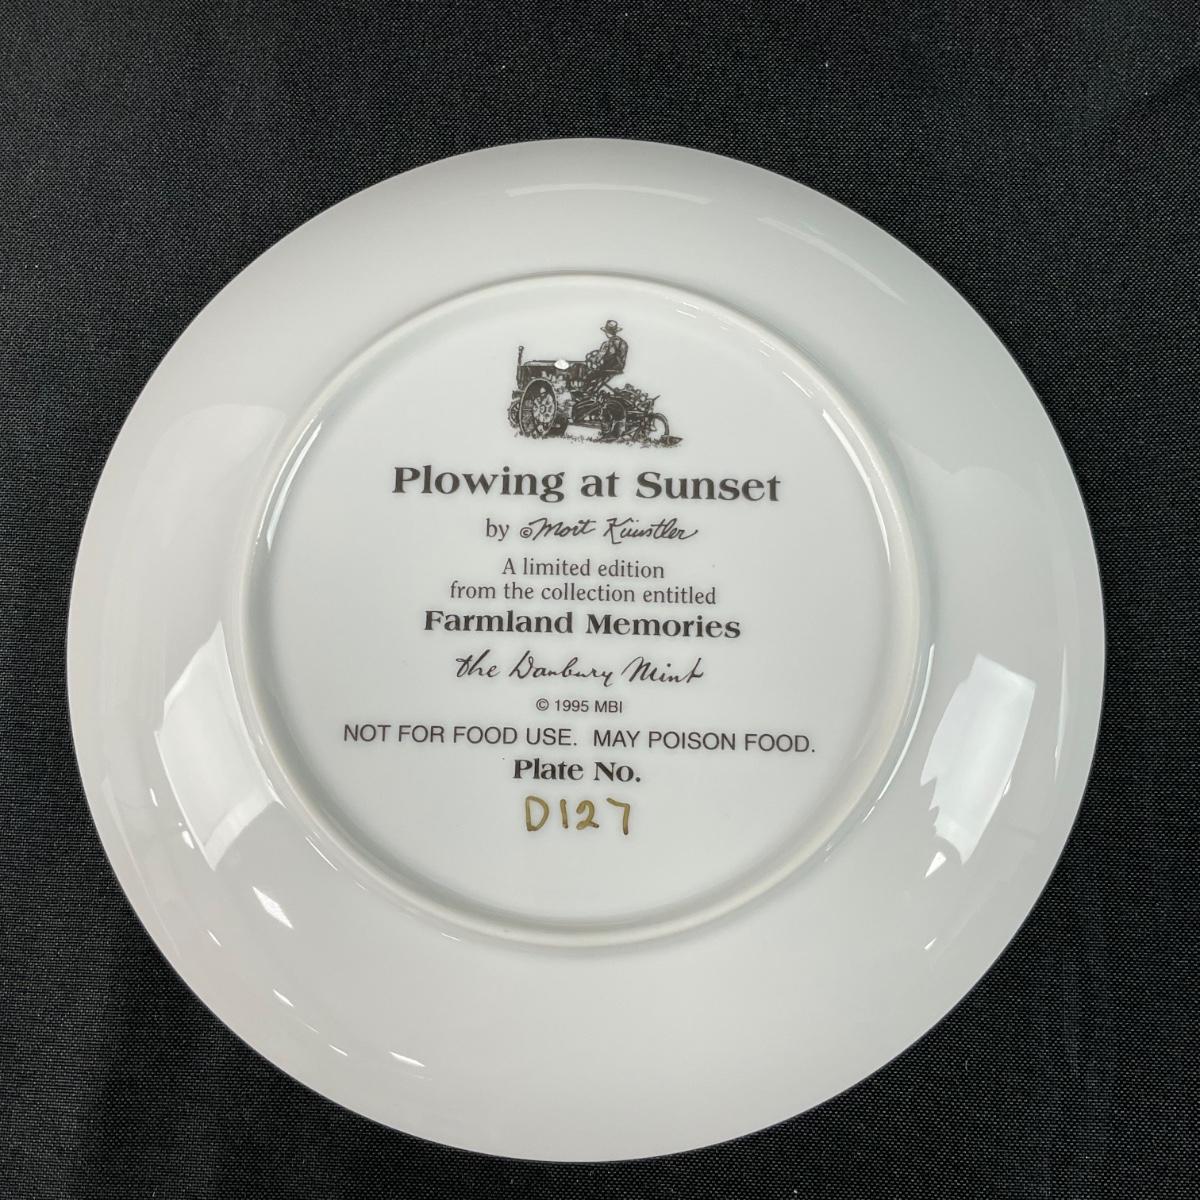 Plowing at Sunset
by © Mort Künstler
A limited edition
from the collection entitled
Farmland Memories
the Danbury Mint
© 1995 MBI
NOT FOR FOOD USE. MAY POISON FOOD.
Plate No.
D127